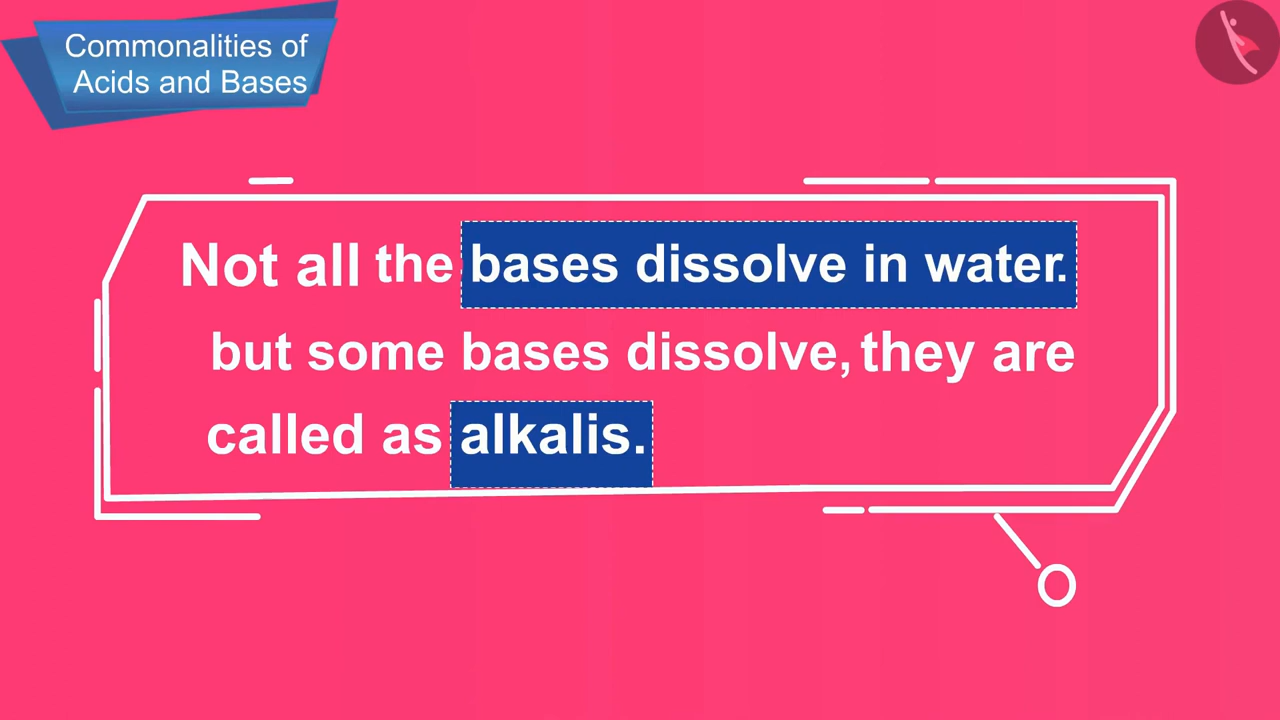 Commonalities of
Acids and Bases
Not all the bases dissolve in water.
but some bases dissolve, they are
called as alkalis.